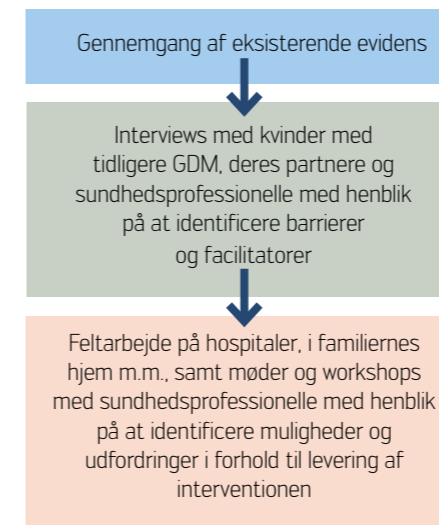 Gennemgang af eksisterende evidens
Interviews med kvinder med
tidligere GDM, deres partnere og
sundhedsprofessionelle med henblik
på at identificere barrierer
og facilitatorer
Feltarbejde på hospitaler, i familiernes
hjem m.m., samt møder og workshops
med sundhedsprofessionelle med henblik
på at identificere muligheder og
udfordringer i forhold til levering af
interventionen